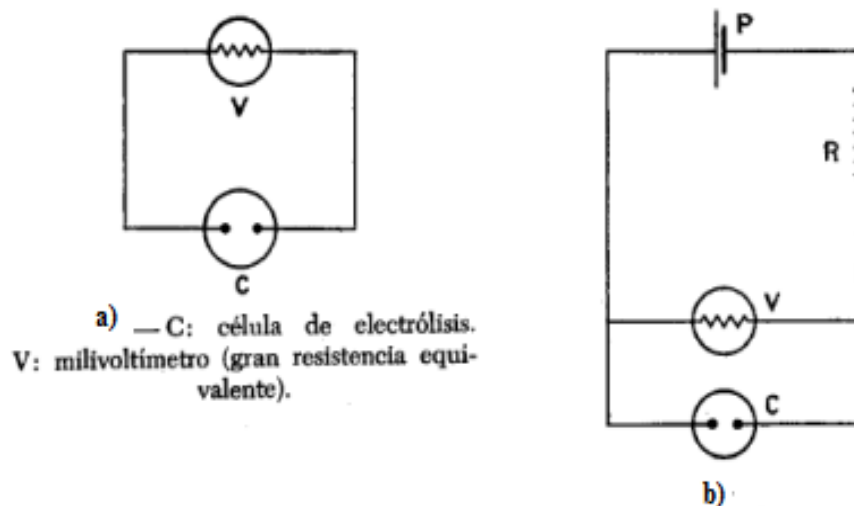 V
C
a) — C: célula de electrólisis.
V: milivoltímetro (gran resistencia equi-
valente).
P
R
V
C
b)